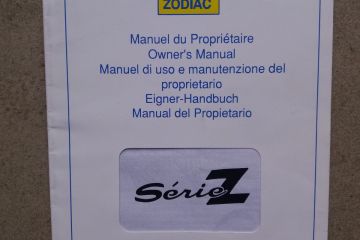 ZODIAC
Manuel du Propriétaire
Owner's Manual
Manuel di uso e manutenzione del
proprietario
Eigner-Handbuch
Manual del Propietario
Série Z